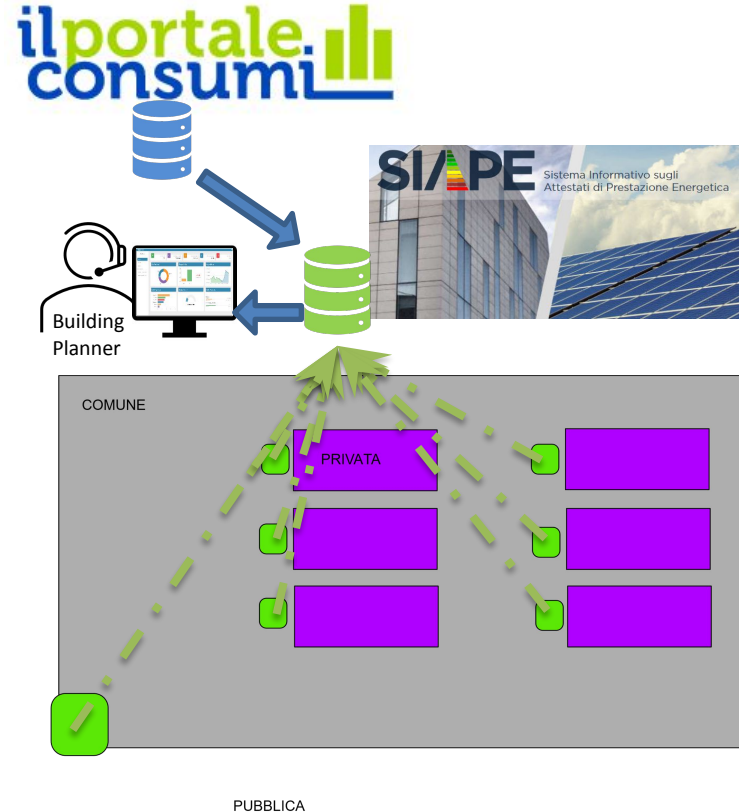 ilportale
consumi
SIAPE
Sistema Informativo sugli
Attestati di Prestazione Energetica
Building
Planner
COMUNE
PRIVATA
PUBBLICA